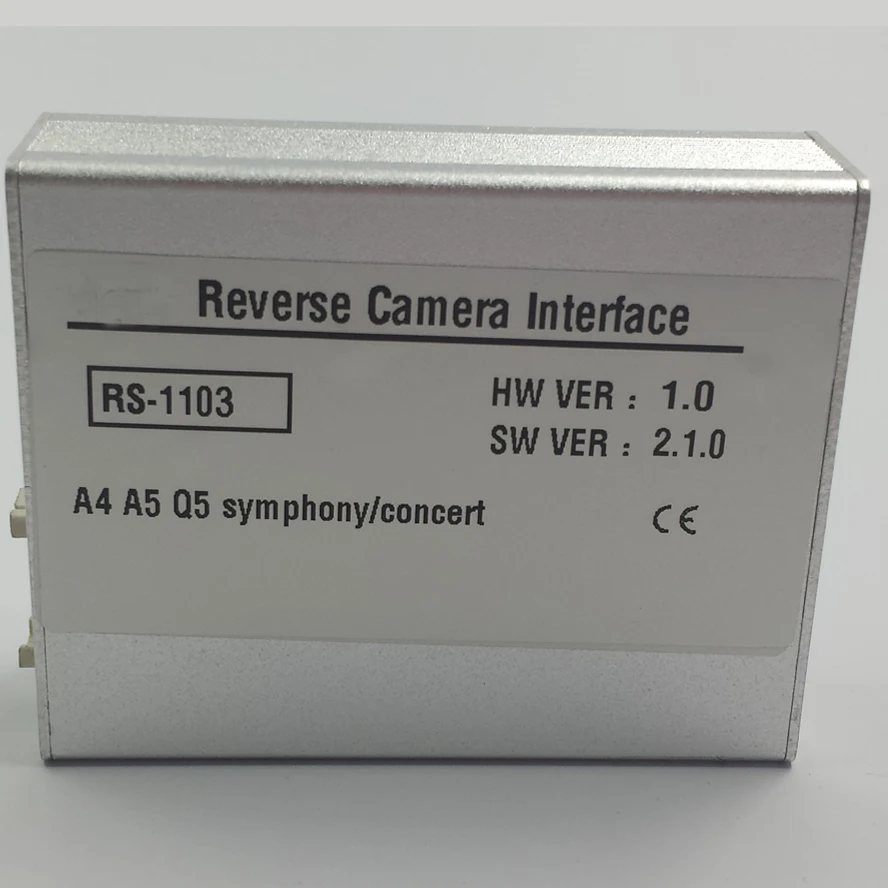 Reverse Camera Interface
RS-1103
HW VER : 1.0
SW VER : 2.1.0
A4 A5 Q5 symphony/concert
CE